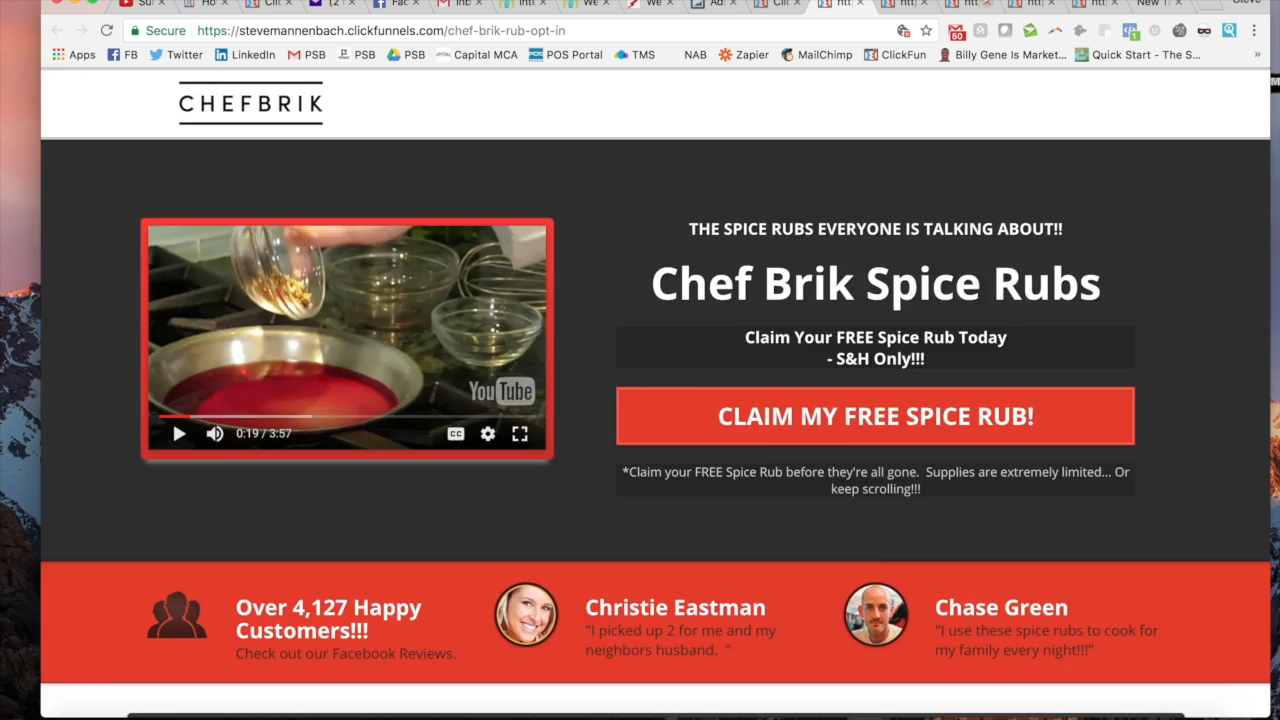 Secure https://stevemannenbach.clickfunnels.com/chef-brik-rub-opt-in
50
1
Apps FB Twitter LinkedIn PSB PSB PSB Capital MCA POS Portal TMS NAB Zapier MailChimp ClickFun Billy Gene Is Market... Quick Start - The S... »
CHEFBRIK
THE SPICE RUBS EVERYONE IS TALKING ABOUT!!
Chef Brik Spice Rubs
Claim Your FREE Spice Rub Today
- S&H Only!!!
YouTube
CC
0:19 / 3:57
CLAIM MY FREE SPICE RUB!
*Claim your FREE Spice Rub before they're all gone. Supplies are extremely limited... Or
keep scrolling!!!
Over 4,127 Happy
Customers!!!
Check out our Facebook Reviews.
Christie Eastman
"I picked up 2 for me and my
neighbors husband. "
Chase Green
"I use these spice rubs to cook for
my family every night!!!"